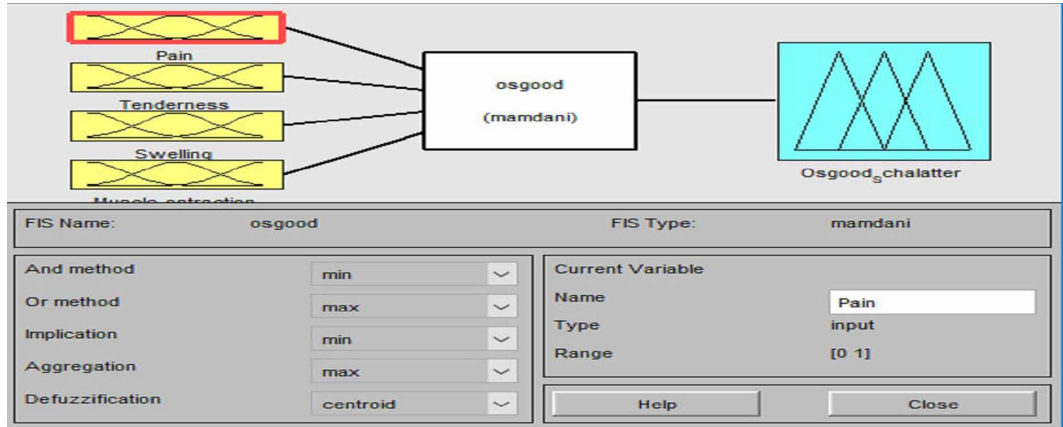 Pain
Tenderness
Swelling
osgood
(mamdani)
Osgood_Schalatter
FIS Name: osgood FIS Type: mamdani
And method min
Or method max
Implication min
Aggregation max
Defuzzification centroid
Current Variable
Name Pain
Type input
Range [0 1]
Help Close